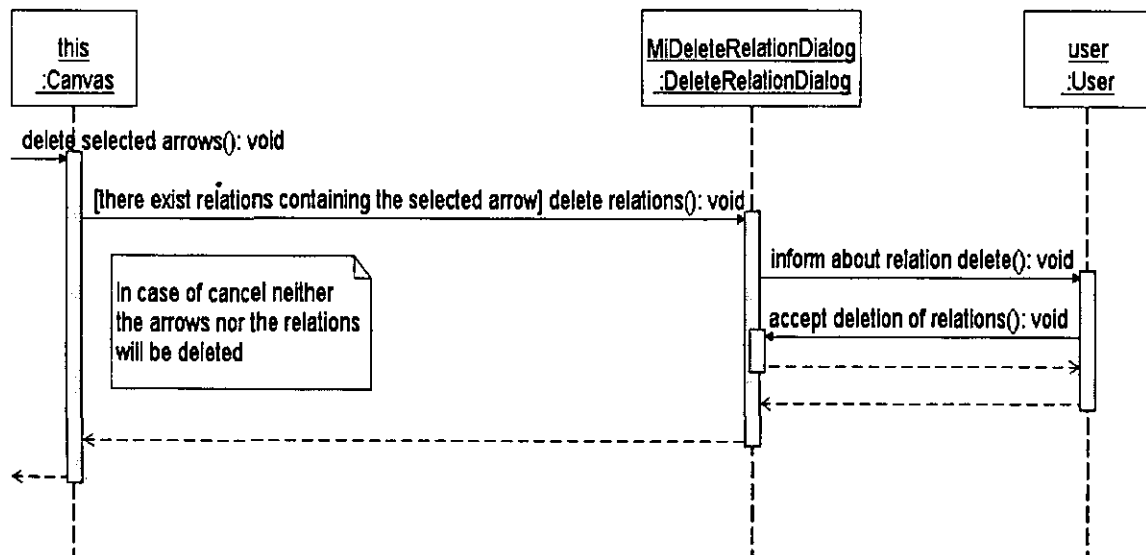 this
:Canvas
MiDeleteRelationDialog
:DeleteRelationDialog
user
:User
delete selected arrows(): void
[there exist relations containing the selected arrow] delete relations(): void
In case of cancel neither
the arrows nor the relations
will be deleted
inform about relation delete(): void
accept deletion of relations(): void